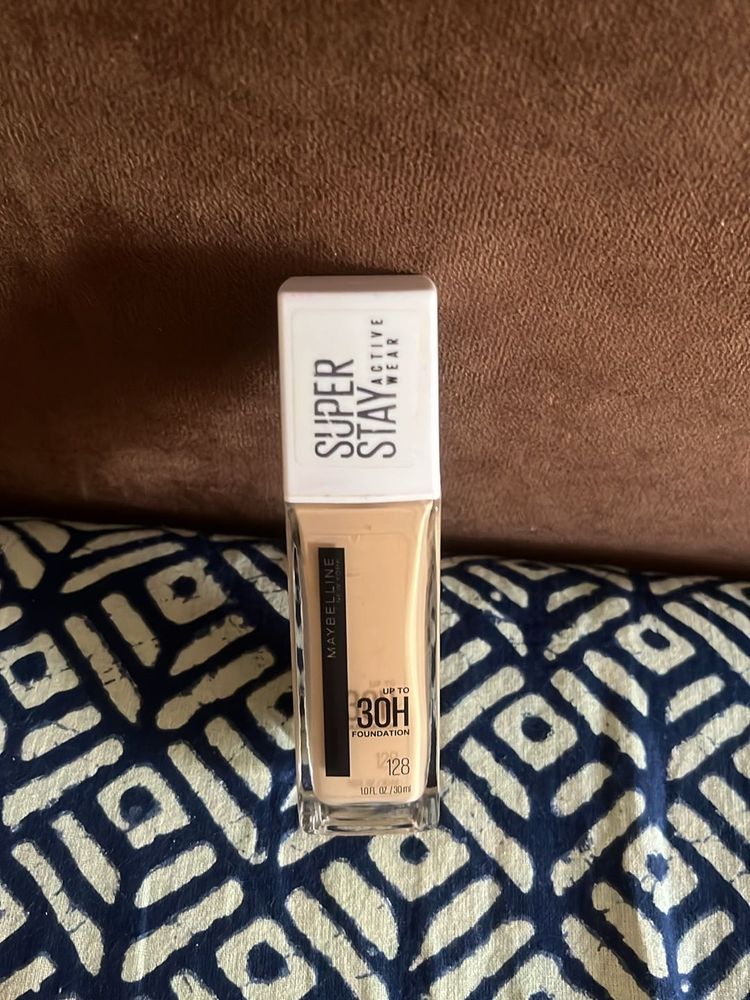 SUPER
STAY
ACTIVE
WEAR
MAYBELLINE
UP TO
30H
FOUNDATION
128
1.0 FL. OZ / 30 ml